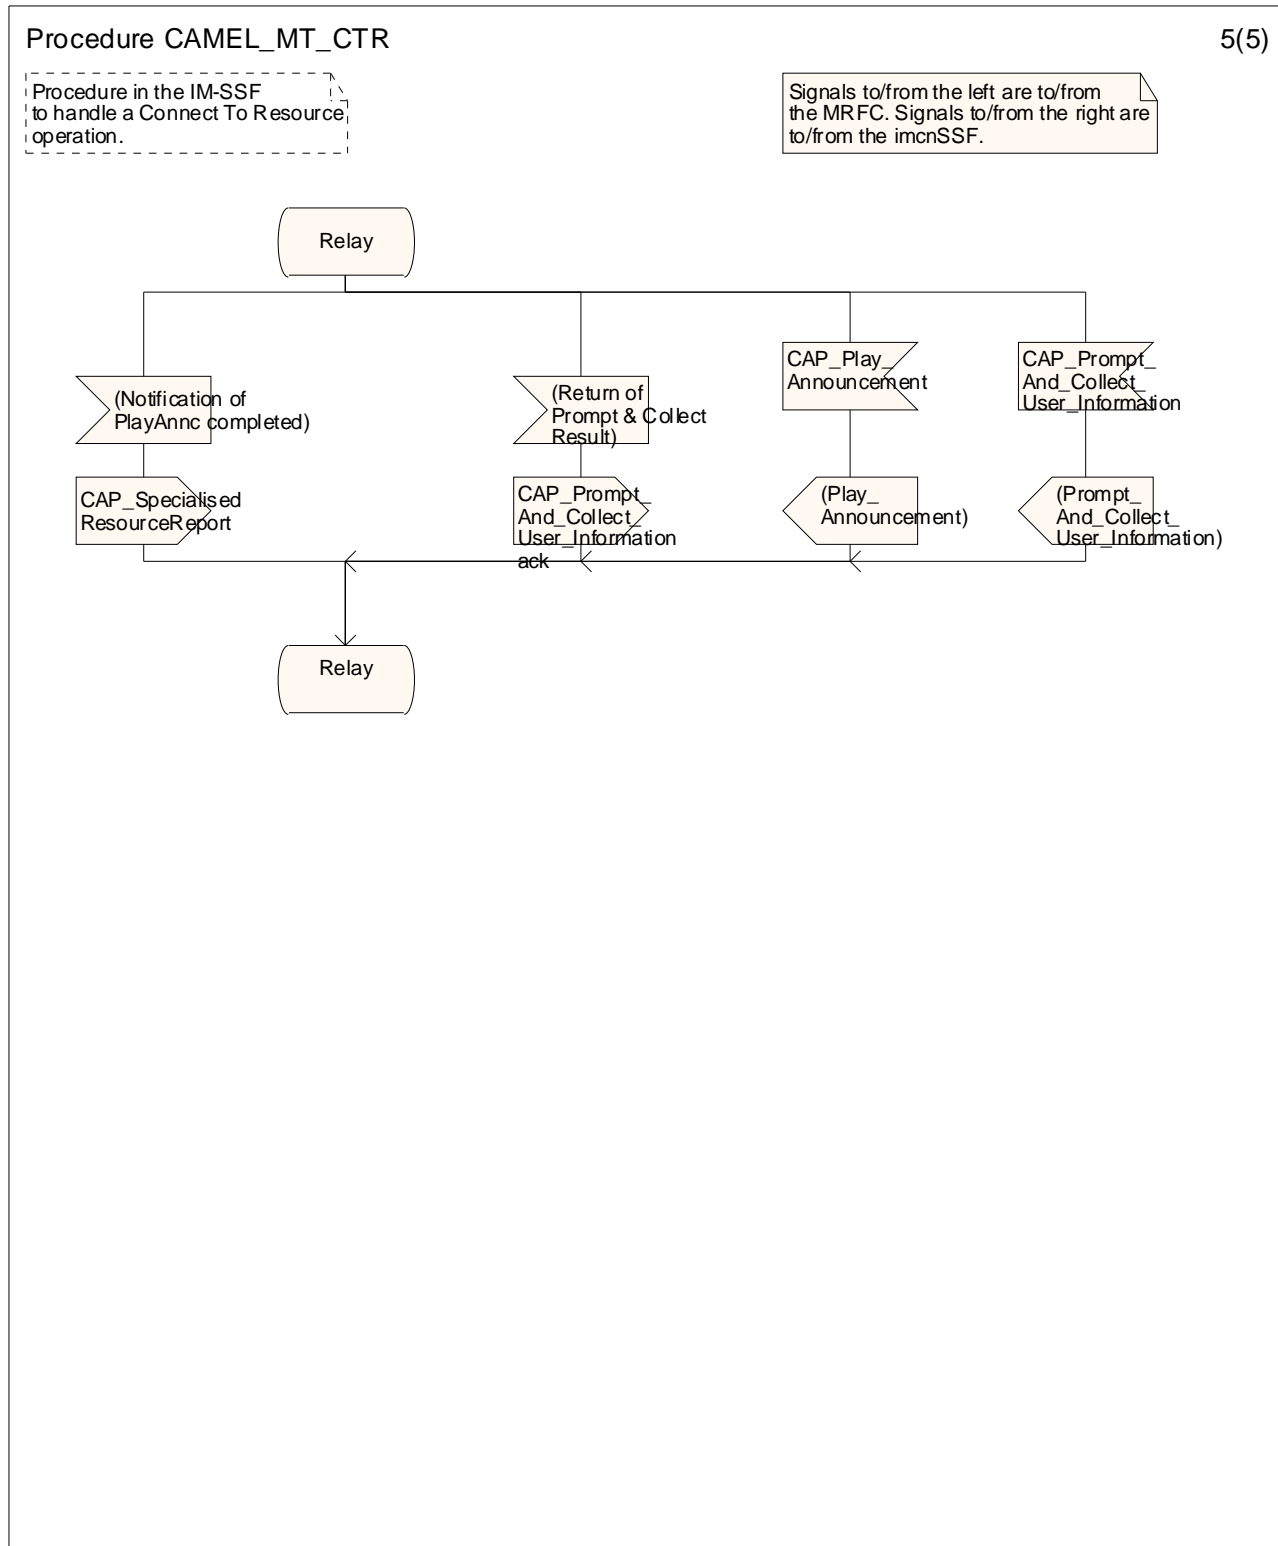 Procedure CAMEL_MT_CTR
5(5)
Procedure in the IM-SSF
to handle a Connect To Resource
operation.
Signals to/from the left are to/from
the MRFC. Signals to/from the right are
to/from the imcnSSF.
Relay
(Notification of
PlayAnnc completed)
(Return of
Prompt & Collect
Result)
CAP_Play_
Announcement
CAP_Prompt_
And_Collect_
User_Information
CAP_Specialised
ResourceReport
CAP_Prompt_
And_Collect_
User_Information
ack
(Play_
Announcement)
(Prompt_
And_Collect_
User_Information)
Relay